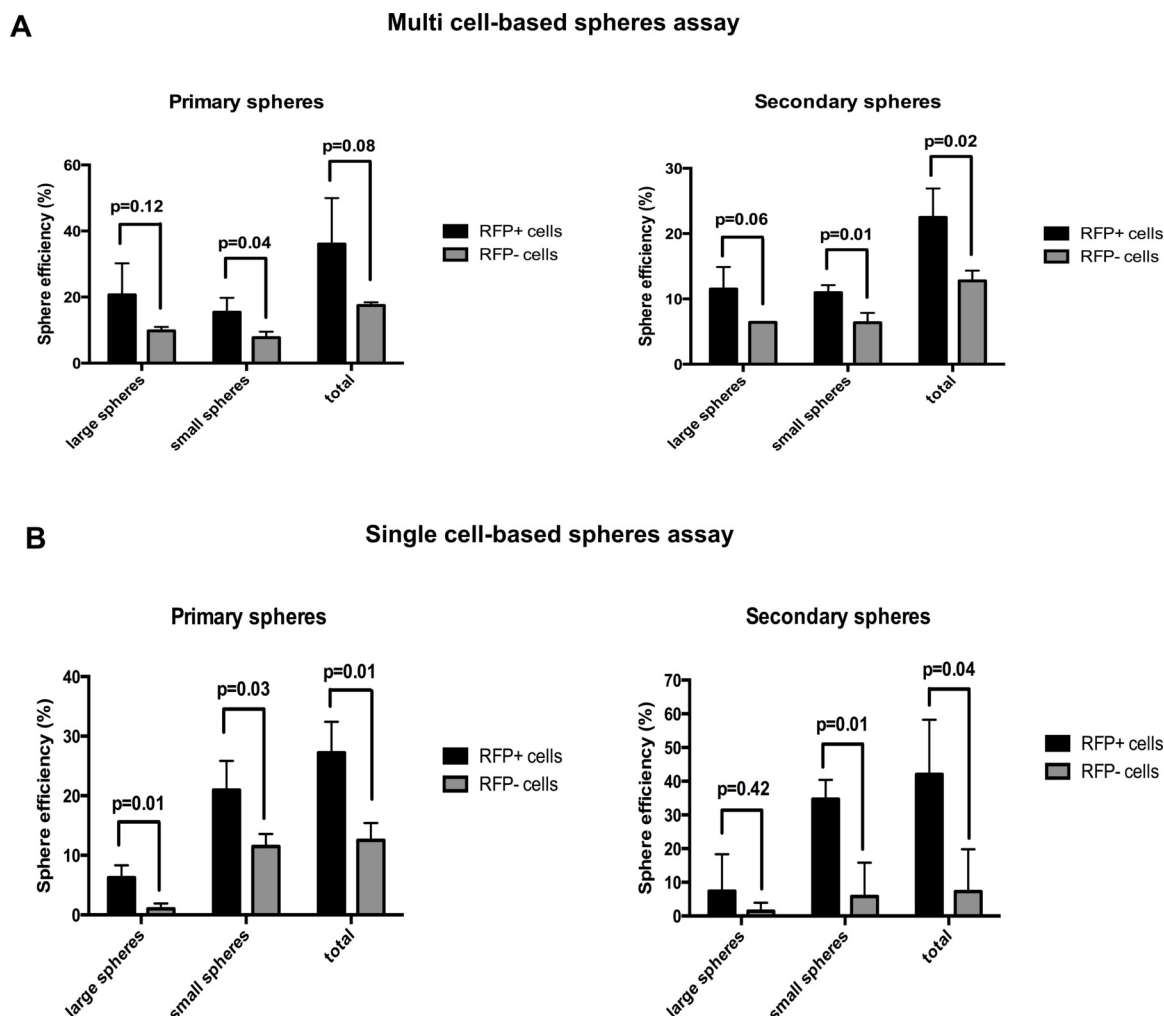 A
Multi cell-based spheres assay
Primary spheres
Sphere efficiency (%)
60
40
20
0
p=0.12
p=0.04
p=0.08
large spheres
small spheres
total
RFP+ cells
RFP- cells
Secondary spheres
Sphere efficiency (%)
30
20
10
0
p=0.06
p=0.01
p=0.02
large spheres
small spheres
total
RFP+ cells
RFP- cells
B
Single cell-based spheres assay
Primary spheres
Sphere efficiency (%)
40
30
20
10
0
p=0.01
p=0.03
p=0.01
large spheres
small spheres
total
RFP+ cells
RFP- cells
Secondary spheres
Sphere efficiency (%)
70
60
50
40
30
20
10
0
p=0.42
p=0.01
p=0.04
large spheres
small spheres
total
RFP+ cells
RFP- cells